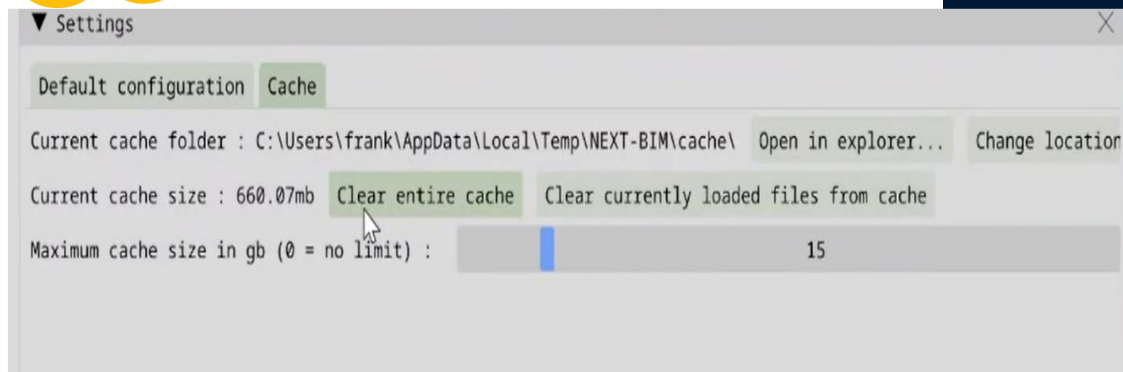 ▼ Settings X
Default configuration Cache
Current cache folder : C:\Users\frank\AppData\Local\Temp\NEXT-BIM\cache\ Open in explorer... Change location
Current cache size : 660.07mb Clear entire cache Clear currently loaded files from cache
Maximum cache size in gb (0 = no limit) : 15